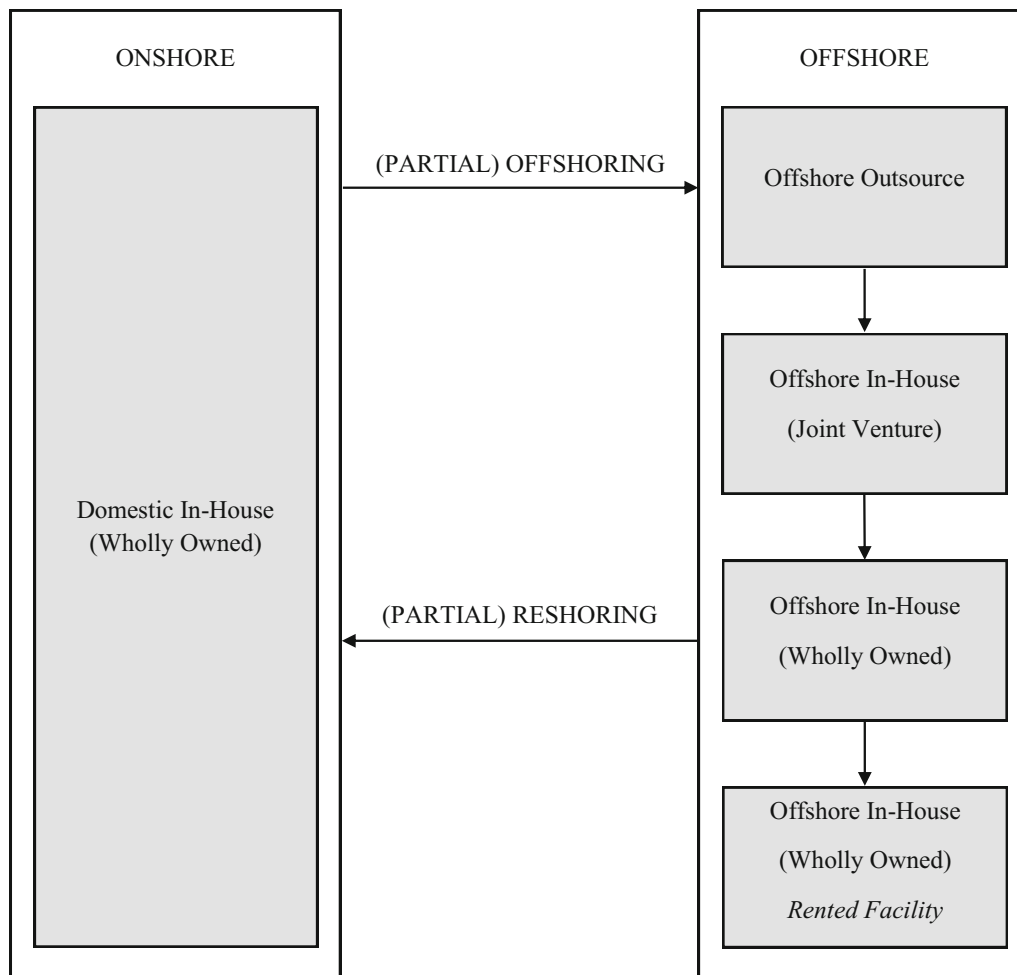 ONSHORE
Domestic In-House
(Wholly Owned)
(PARTIAL) OFFSHORING
(PARTIAL) RESHORING
OFFSHORE
Offshore Outsource
Offshore In-House
(Joint Venture)
Offshore In-House
(Wholly Owned)
Offshore In-House
(Wholly Owned)
Rented Facility